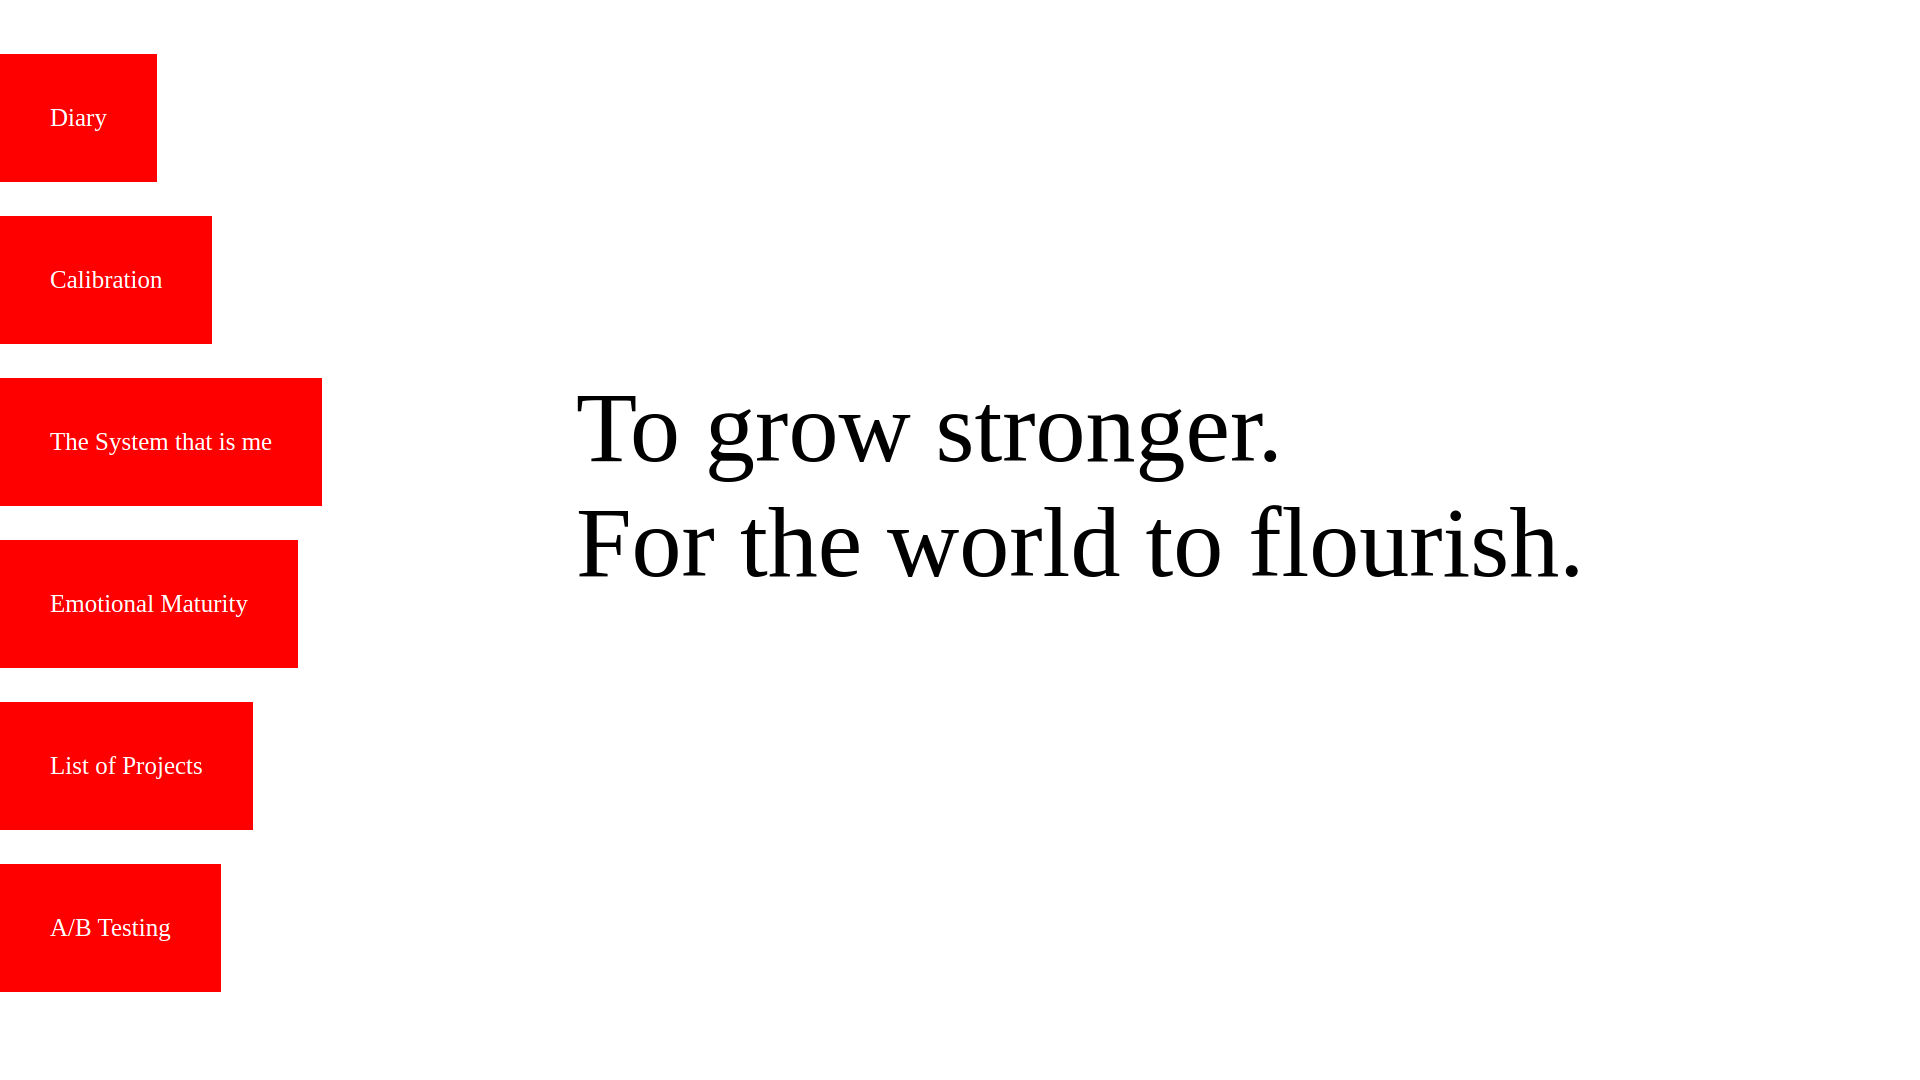 Diary
Calibration
The System that is me
Emotional Maturity
List of Projects
A/B Testing
To grow stronger.
For the world to flourish.